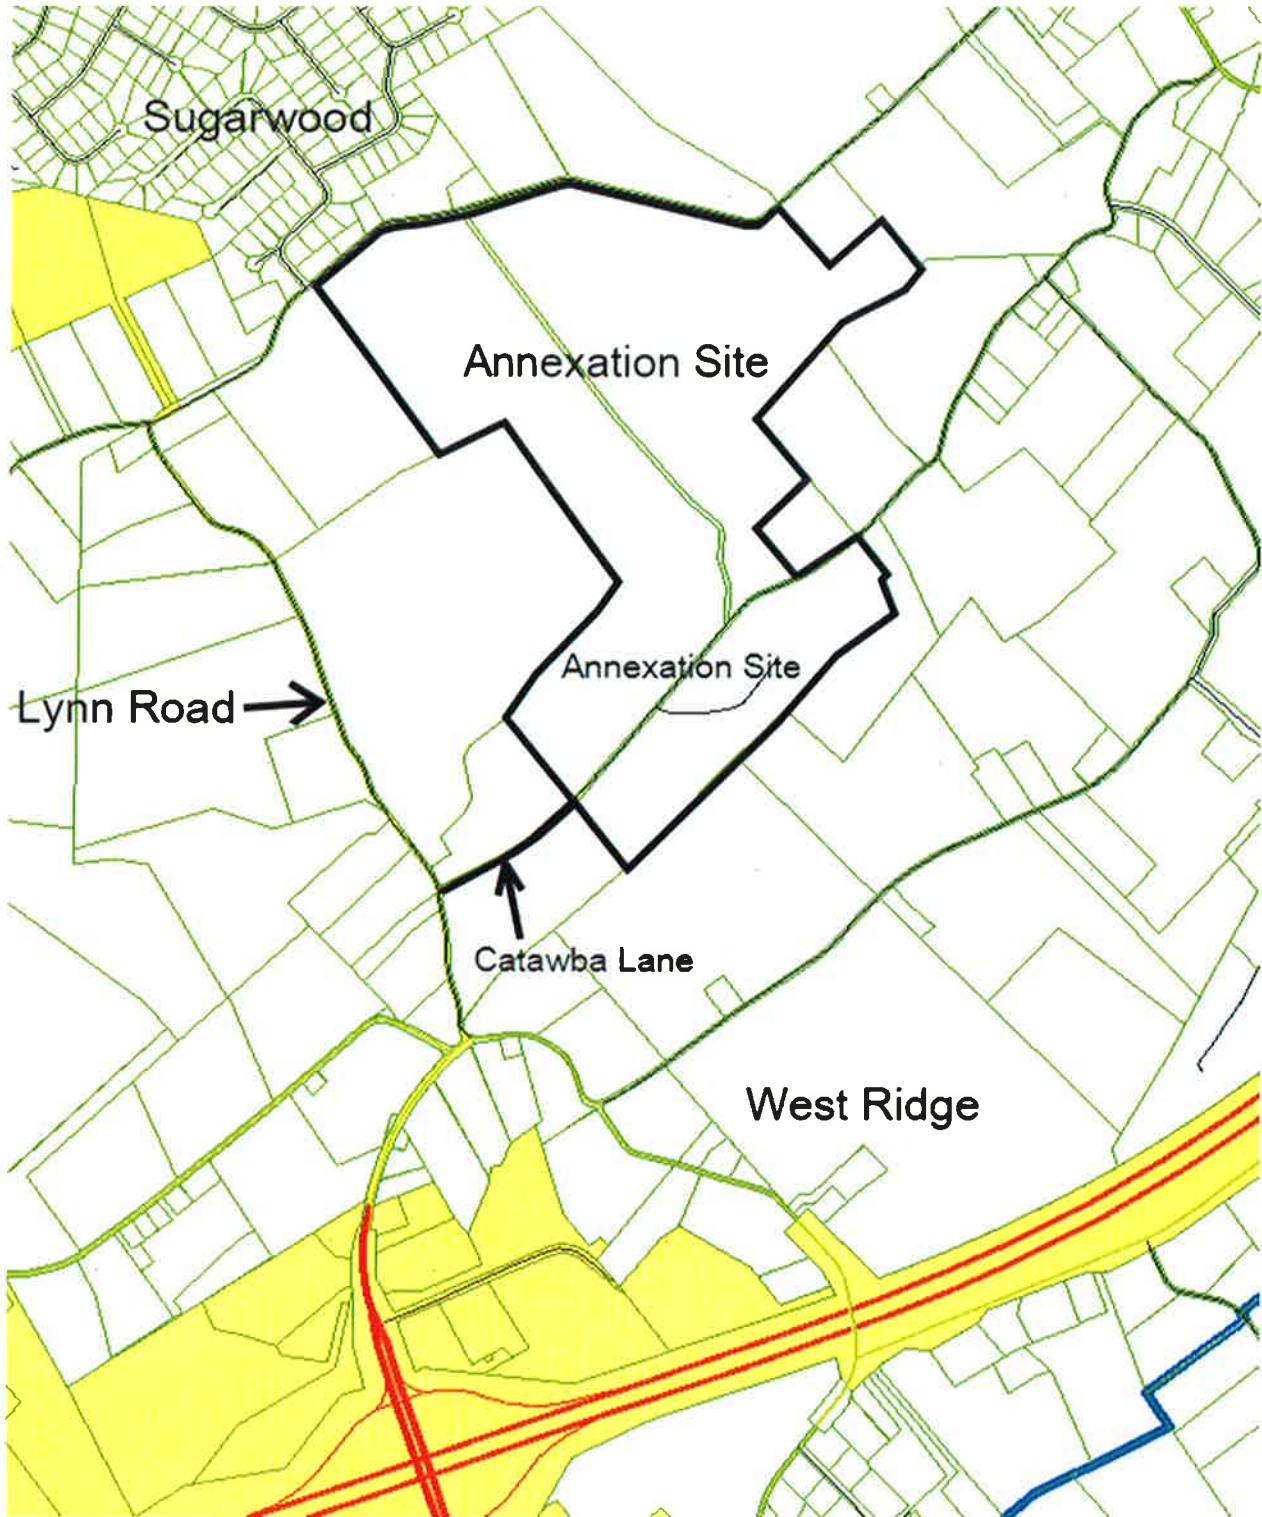 Sugarwood
Annexation Site
Annexation Site
Lynn Road
Catawba Lane
West Ridge